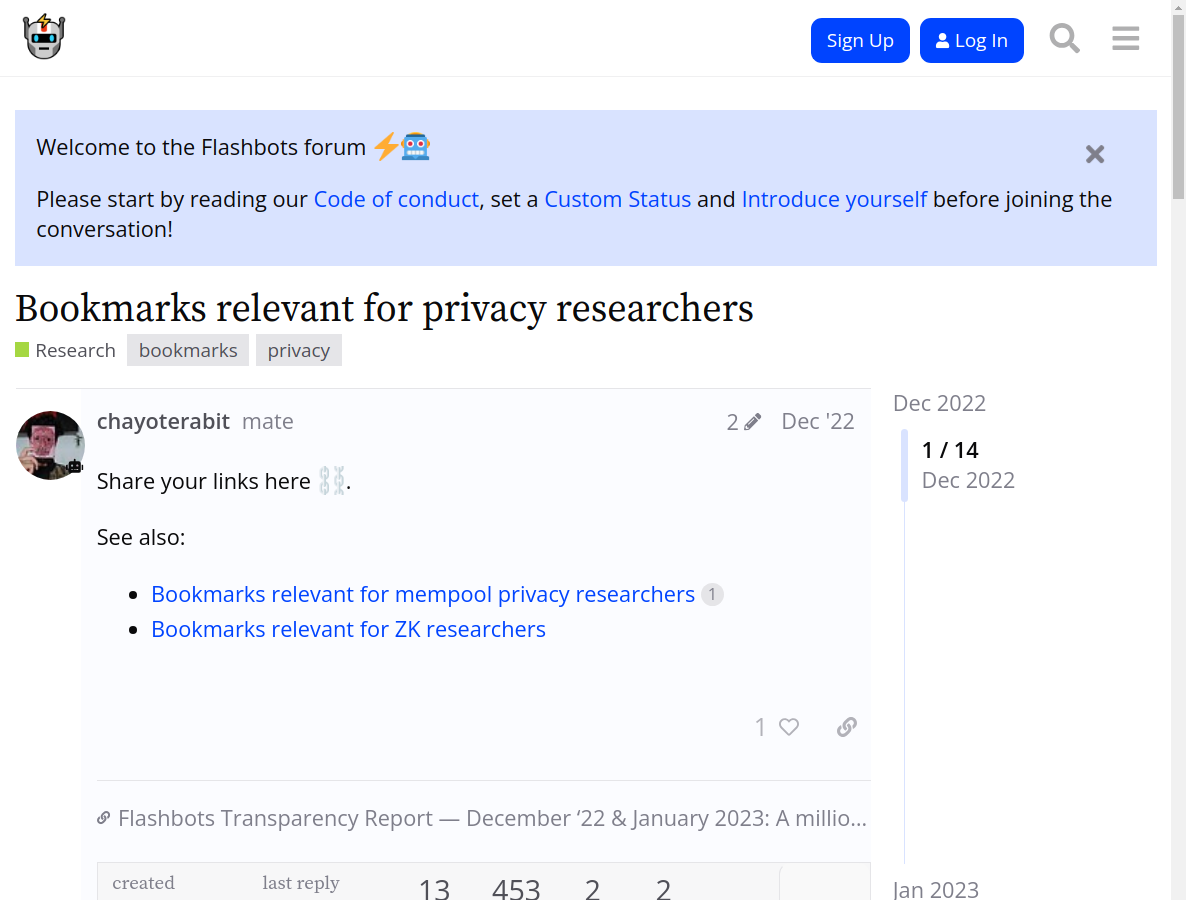 Sign Up
Log In
Welcome to the Flashbots forum
Please start by reading our Code of conduct, set a Custom Status and Introduce yourself before joining the
conversation!
Bookmarks relevant for privacy researchers
Research bookmarks privacy
chayoterabit mate 2 Dec '22
Share your links here .
See also:
Bookmarks relevant for mempool privacy researchers 1
Bookmarks relevant for ZK researchers
1
Flashbots Transparency Report — December ‘22 & January 2023: A millio...
created last reply 13 453 2 2
Dec 2022
1 / 14
Dec 2022
Jan 2023